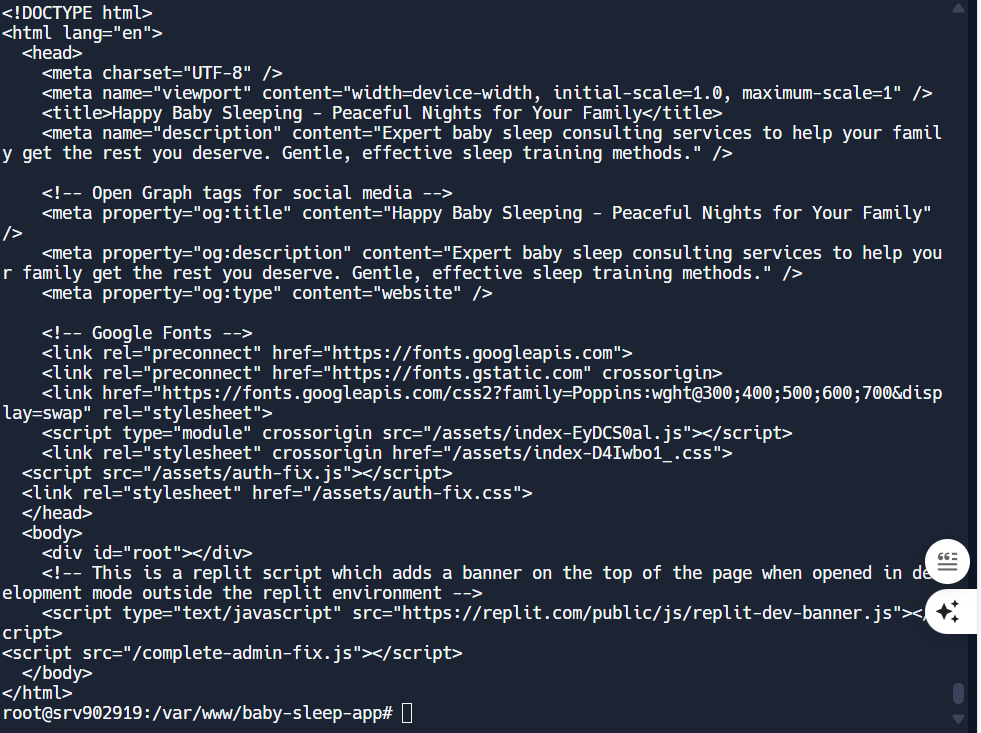 <!DOCTYPE html>
<html lang="en">
  <head>
    <meta charset="UTF-8" />
    <meta name="viewport" content="width=device-width, initial-scale=1.0, maximum-scale=1" />
    <title>Happy Baby Sleeping - Peaceful Nights for Your Family</title>
    <meta name="description" content="Expert baby sleep consulting services to help your famil
y get the rest you deserve. Gentle, effective sleep training methods." />

    <!-- Open Graph tags for social media -->
    <meta property="og:title" content="Happy Baby Sleeping - Peaceful Nights for Your Family"
/>
    <meta property="og:description" content="Expert baby sleep consulting services to help you
r family get the rest you deserve. Gentle, effective sleep training methods." />
    <meta property="og:type" content="website" />

    <!-- Google Fonts -->
    <link rel="preconnect" href="https://fonts.googleapis.com">
    <link rel="preconnect" href="https://fonts.gstatic.com" crossorigin>
    <link href="https://fonts.googleapis.com/css2?family=Poppins:wght@300;400;500;600;700&disp
lay=swap" rel="stylesheet">
    <script type="module" crossorigin src="/assets/index-EyDCS0al.js"></script>
    <link rel="stylesheet" crossorigin href="/assets/index-D4Iwbo1_.css">
  <script src="/assets/auth-fix.js"></script>
  <link rel="stylesheet" href="/assets/auth-fix.css">
  </head>
  <body>
    <div id="root"></div>
    <!-- This is a replit script which adds a banner on the top of the page when opened in de
elopment mode outside the replit environment -->
    <script type="text/javascript" src="https://replit.com/public/js/replit-dev-banner.js"></
cript>
<script src="/complete-admin-fix.js"></script>
  </body>
</html>
root@srv902919:/var/www/baby-sleep-app#